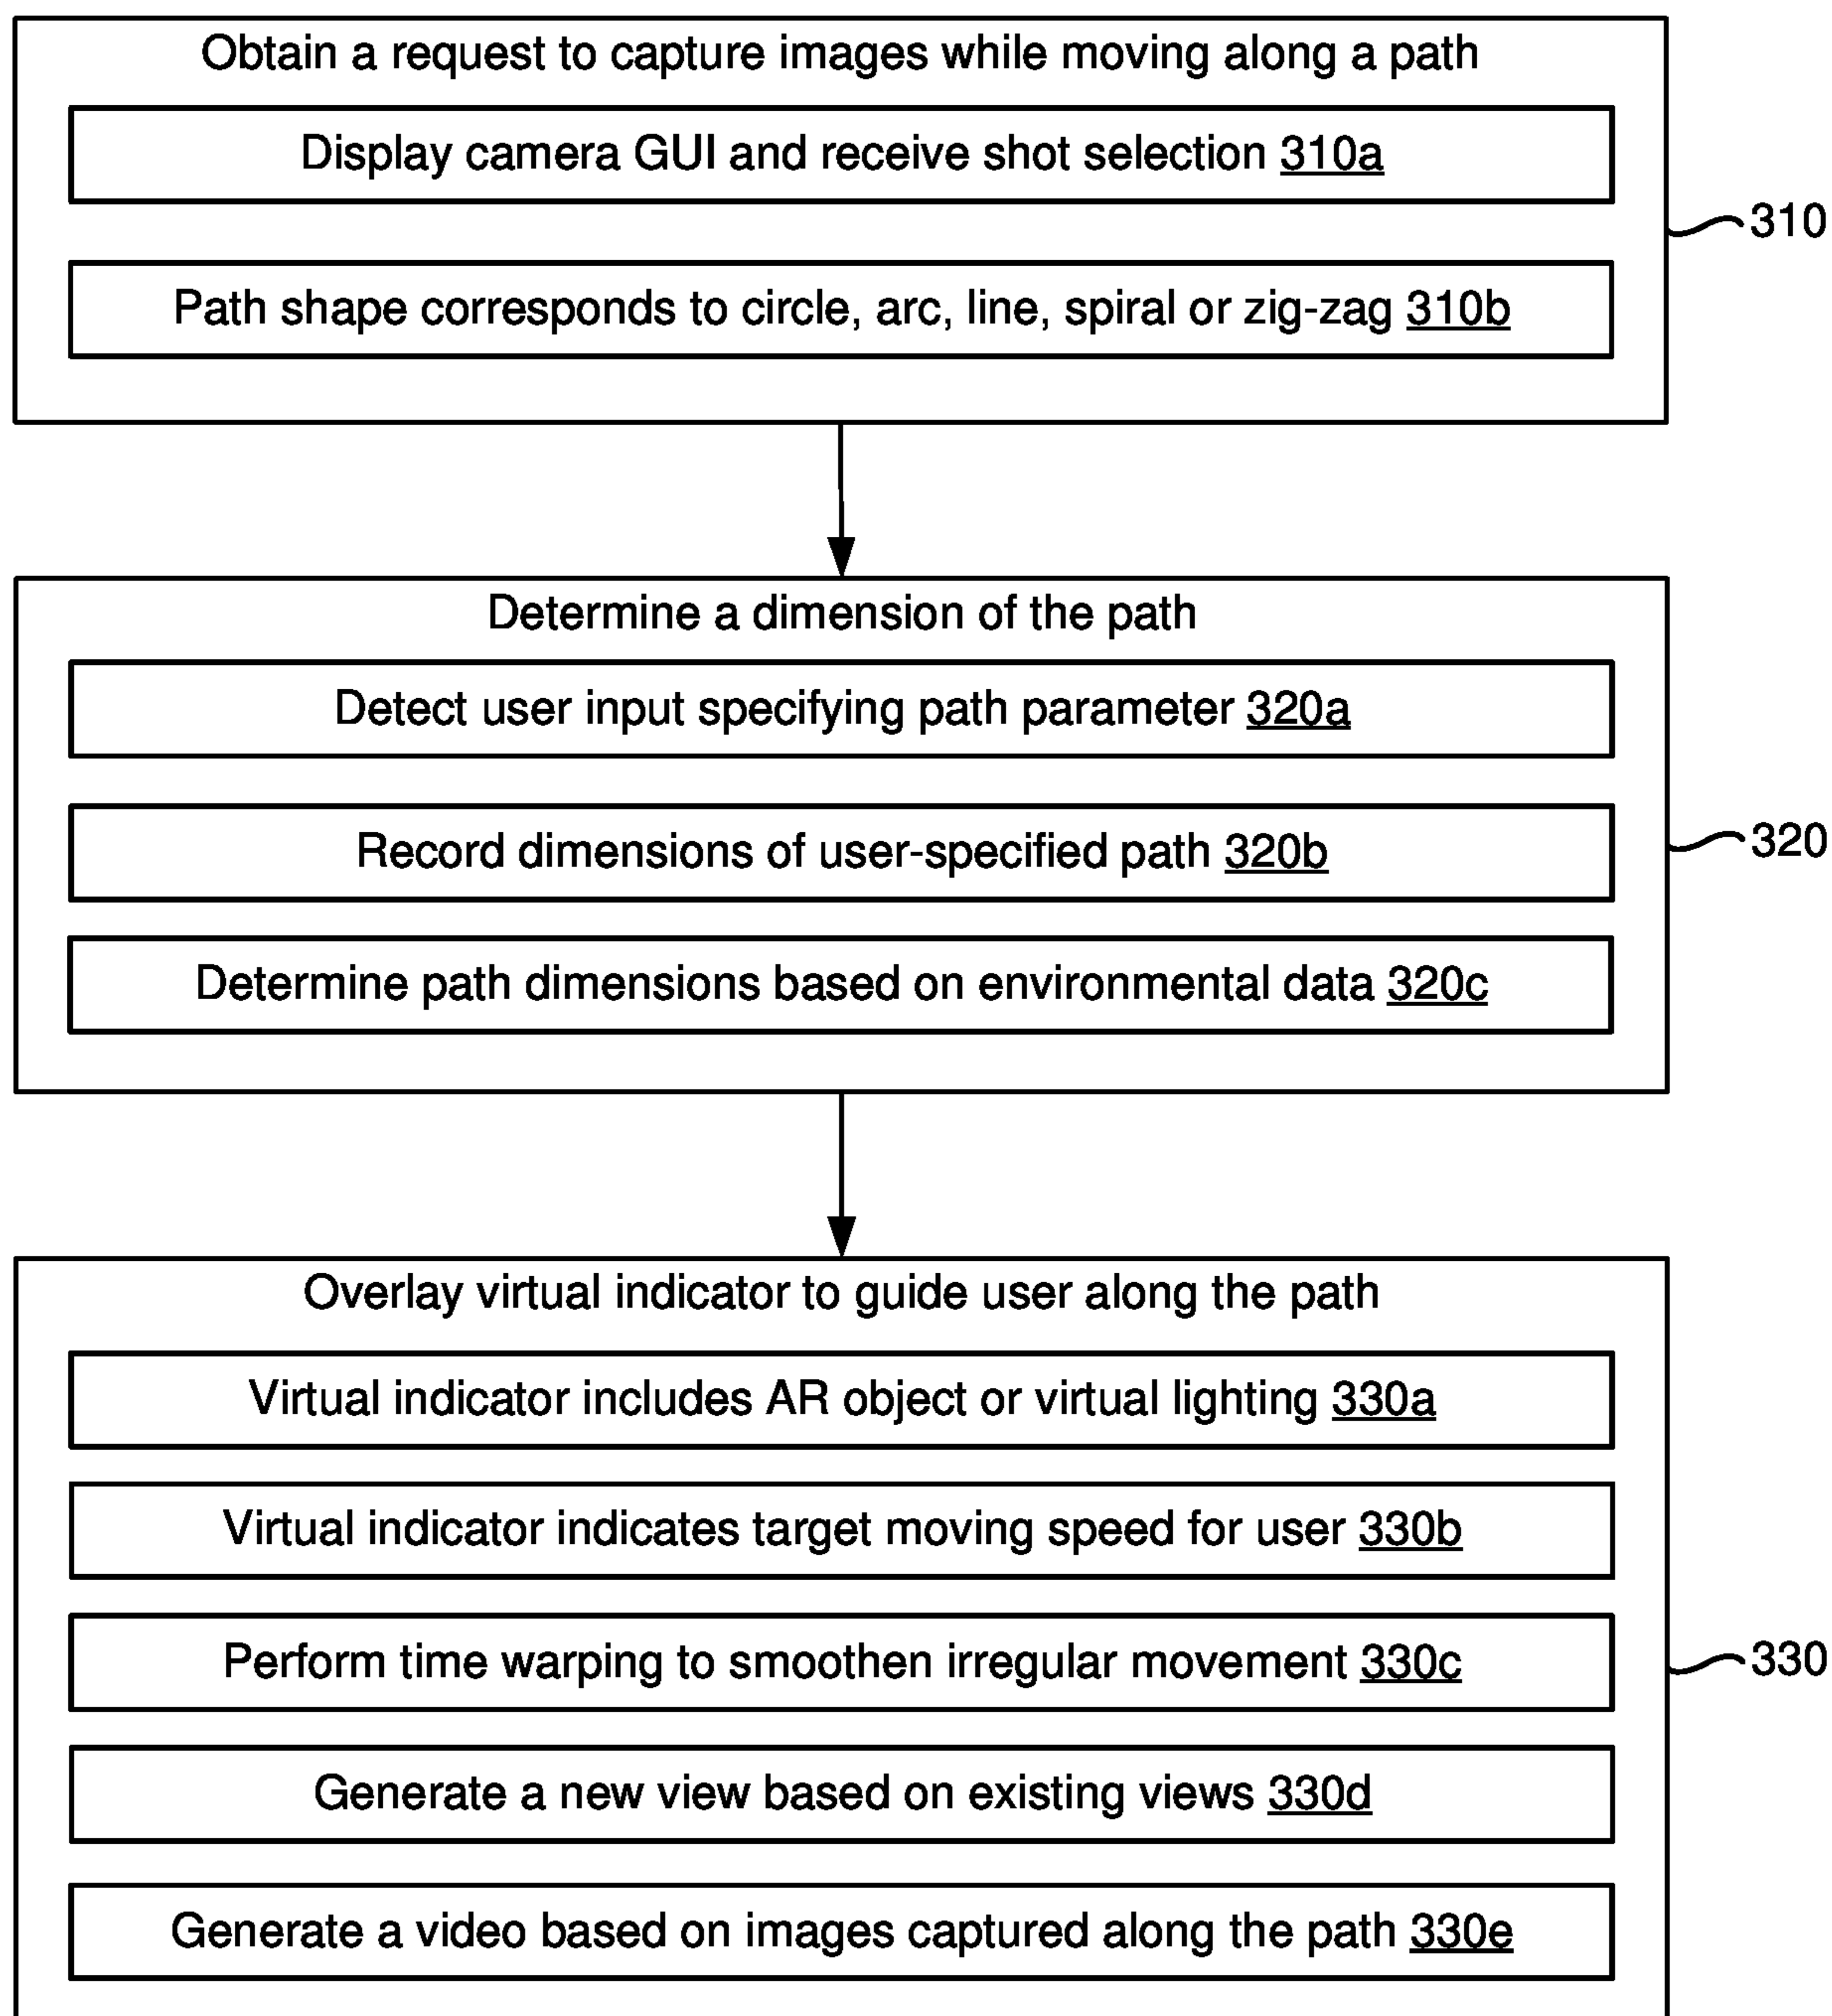 Obtain a request to capture images while moving along a path
Display camera GUI and receive shot selection 310a
Path shape corresponds to circle, arc, line, spiral or zig-zag 310b
310
Determine a dimension of the path
Detect user input specifying path parameter 320a
Record dimensions of user-specified path 320b
Determine path dimensions based on environmental data 320c
320
Overlay virtual indicator to guide user along the path
Virtual indicator includes AR object or virtual lighting 330a
Virtual indicator indicates target moving speed for user 330b
Perform time warping to smoothen irregular movement 330c
Generate a new view based on existing views 330d
Generate a video based on images captured along the path 330e
330